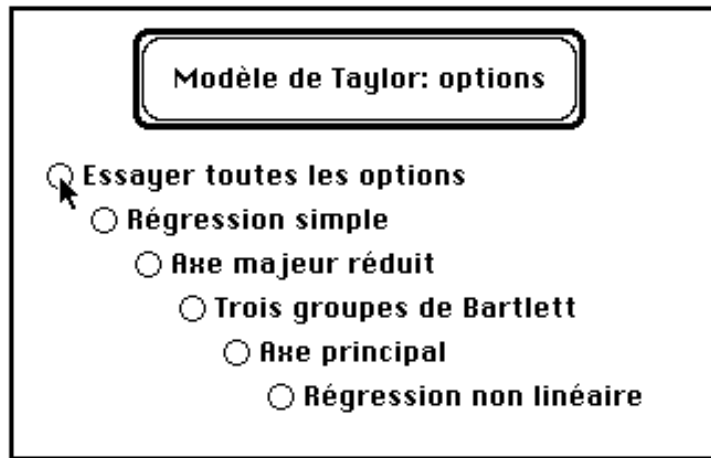 Modèle de Taylor: options
Essayer toutes les options
Régression simple
Axe majeur réduit
Trois groupes de Bartlett
Axe principal
Régression non linéaire